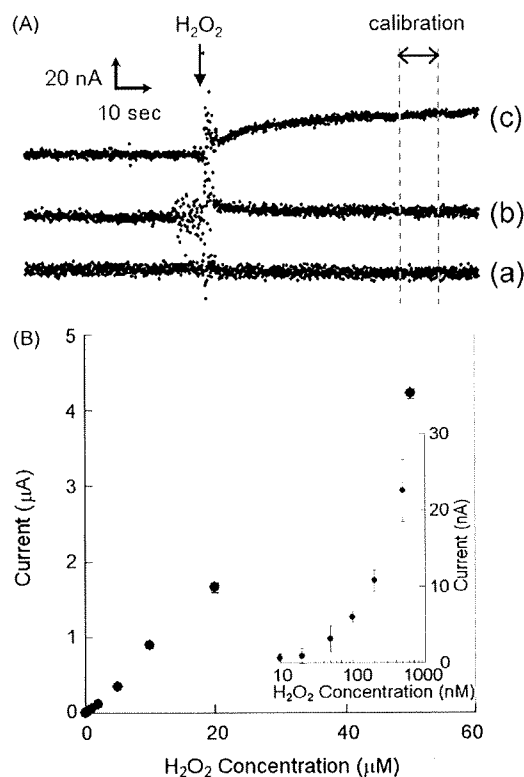 (A)
H₂O₂
calibration
20 nA
10 sec
(c)
(b)
(a)
(B)
5
4
3
2
1
0
0
20
40
60
Current (μA)
H₂O₂ Concentration (μM)
30
20
10
0
Current (nA)
10
100
1000
H₂O₂ Concentration (nM)